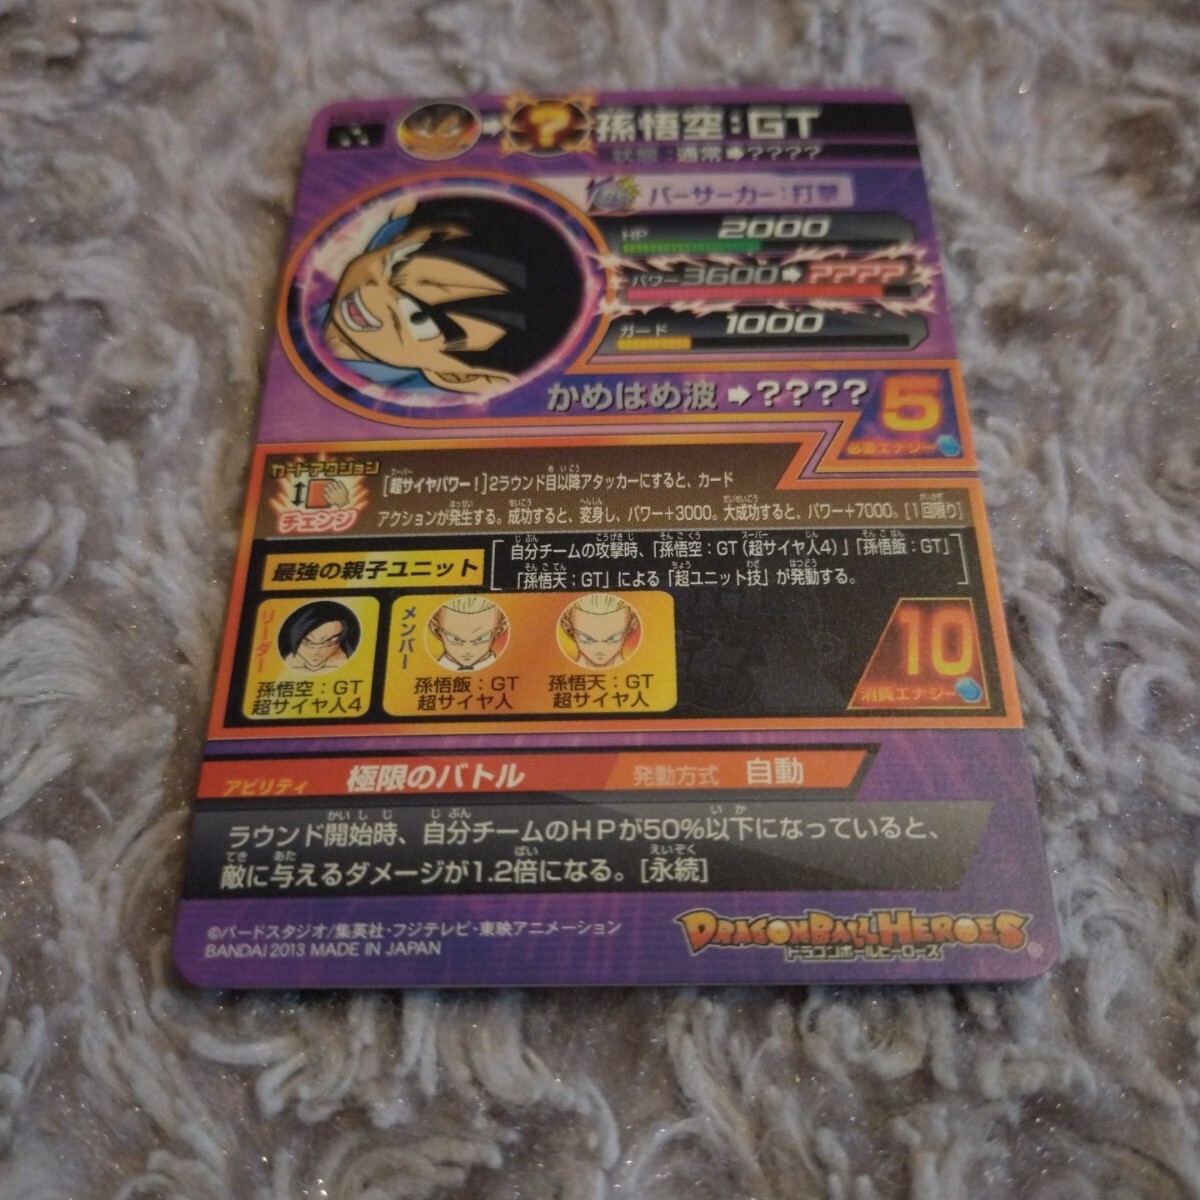 孫悟空:GT
状態:通常➡????
バーサーカー:打撃
HP 2000
パワー3600➡????
ガード 1000
かめはめ波➡????
5
必要エナジー
カードアクション
チェンジ
[超サイヤパワー!]2ラウンド目以降アタッカーにすると、カード
アクションが発生する。成功すると、変身し、パワー+3000。大成功すると、パワー+7000。[1回限り]
最強の親子ユニット
自分チームの攻撃時、「孫悟空:GT(超サイヤ人4)」「孫悟飯:GT」
「孫悟天:GT」による「超ユニット技」が発動する。
リーダー
孫悟空:GT
超サイヤ人4
メンバー
孫悟飯:GT
超サイヤ人
孫悟天:GT
超サイヤ人
10
消費エナジー
アビリティ 極限のバトル 発動方式 自動
ラウンド開始時、自分チームのHPが50%以下になっていると、
敵に与えるダメージが1.2倍になる。[永続]
©バードスタジオ/集英社・フジテレビ・東映アニメーション
BANDAI 2013 MADE IN JAPAN
DRAGONBALL HEROES
ドラゴンボールヒーローズ